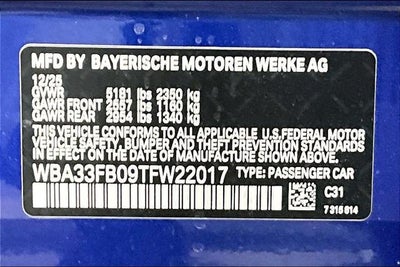 MFD BY BAYERISCHE MOTOREN WERKE AG
12/25
GVWR 5181 lbs 2350 kg
GAWR FRONT 2557 lbs 1160 kg
GAWR REAR 2954 lbs 1340 kg
THIS VEHICLE CONFORMS TO ALL APPLICABLE U.S.FEDERAL MOTOR
VEHICLE SAFETY, BUMPER AND THEFT PREVENTION STANDARDS
IN EFFECT ON THE DATE OF MANUFACTURE SHOWN ABOVE.
WBA33FB09TFW22017 TYPE: PASSENGER CAR
C31